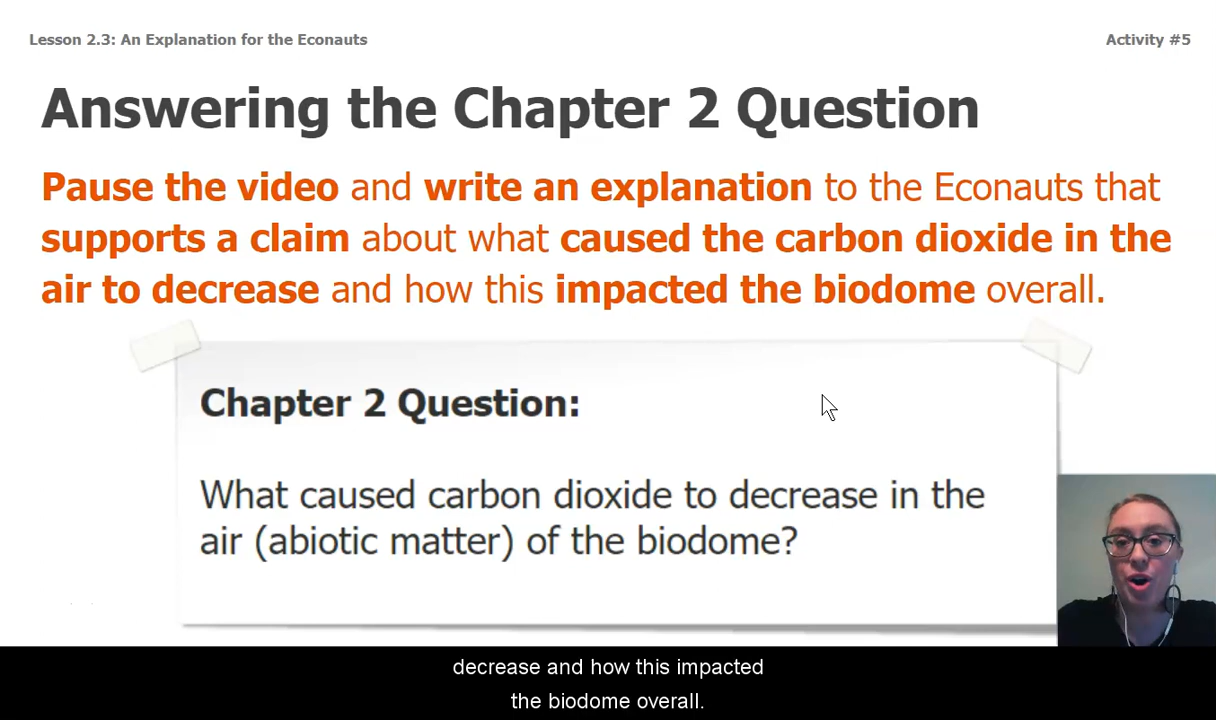 Lesson 2.3: An Explanation for the Econauts
Activity #5
Answering the Chapter 2 Question
Pause the video and write an explanation to the Econauts that
supports a claim about what caused the carbon dioxide in the
air to decrease and how this impacted the biodome overall.
Chapter 2 Question:
What caused carbon dioxide to decrease in the
air (abiotic matter) of the biodome?
decrease and how this impacted
the biodome overall.